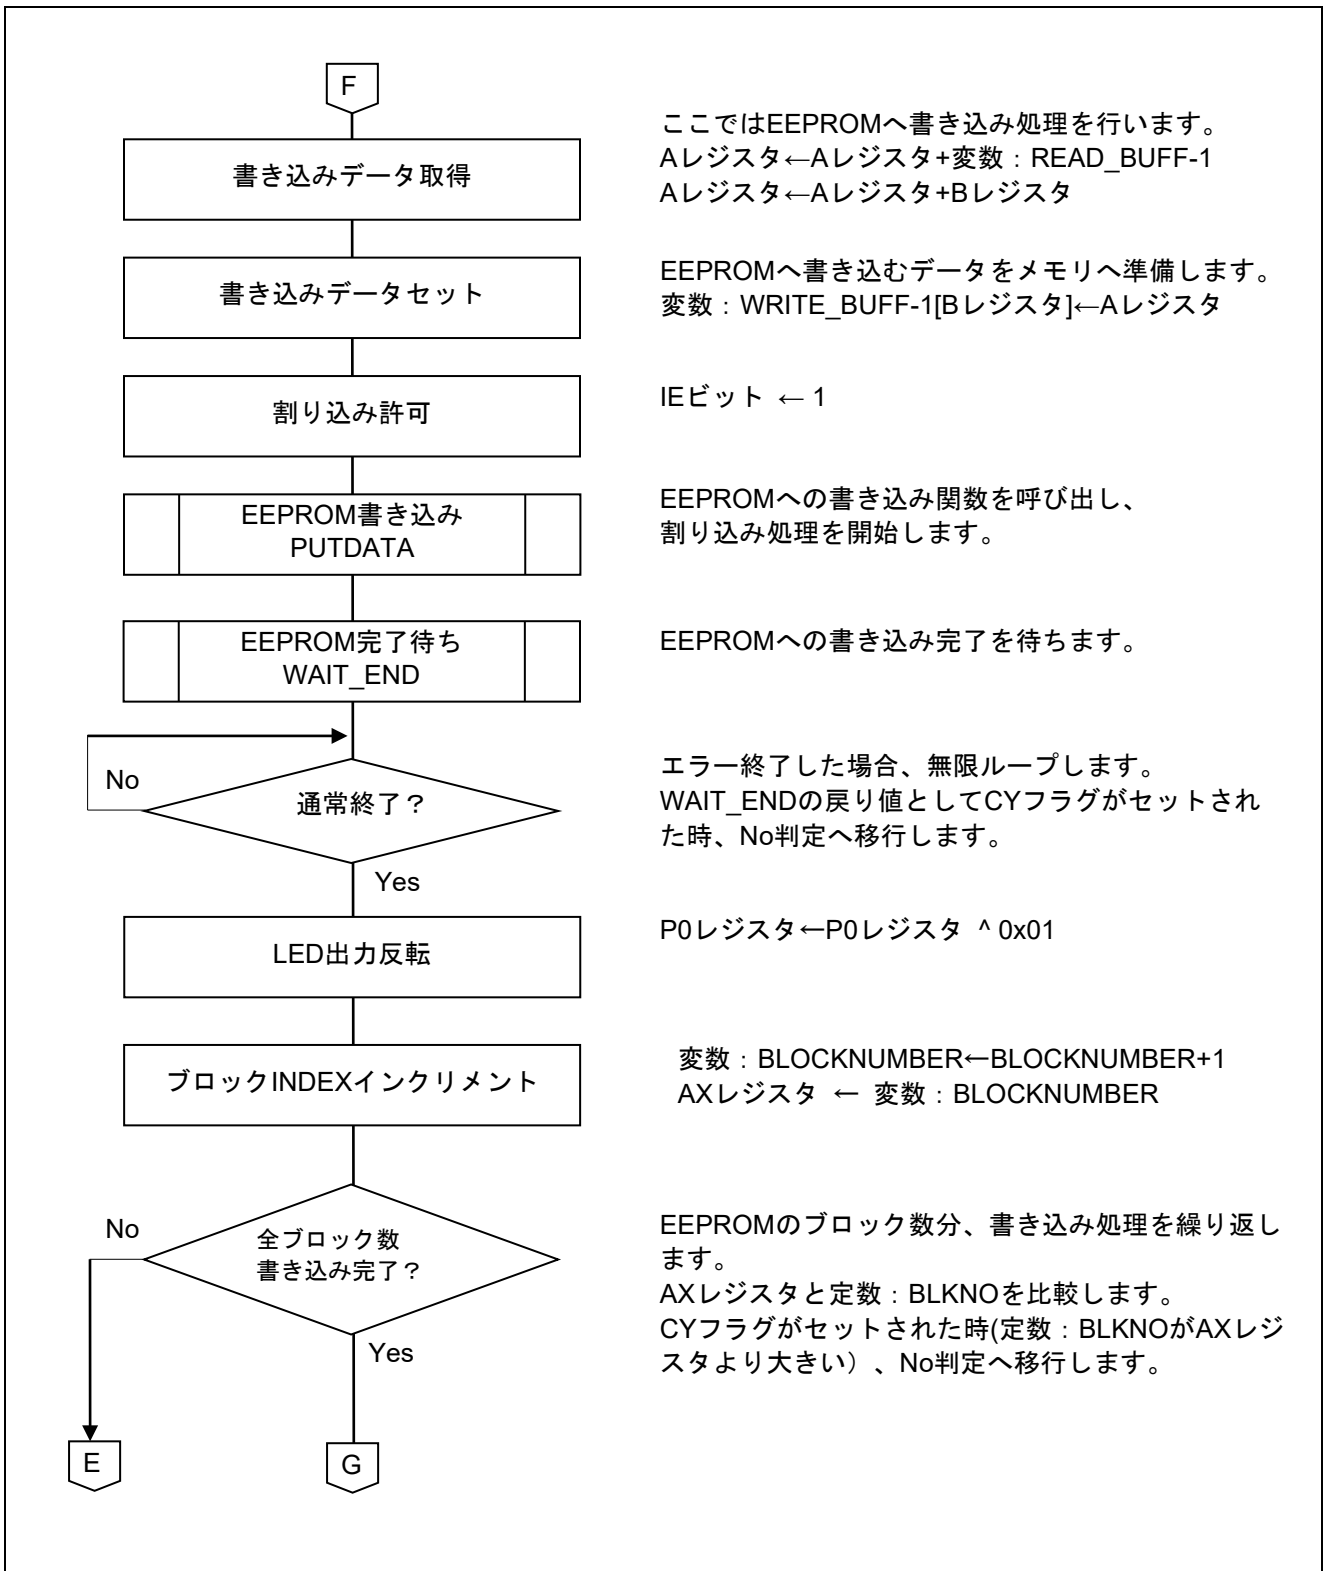 F
書き込みデータ取得
ここではEEPROMへ書き込み処理を行います。
Aレジスタ←Aレジスタ+変数：READ_BUFF-1
Aレジスタ←Aレジスタ+Bレジスタ
書き込みデータセット
EEPROMへ書き込むデータをメモリへ準備します。
変数：WRITE_BUFF-1[Bレジスタ]←Aレジスタ
割り込み許可
IEビット ← 1
EEPROM書き込み
PUTDATA
EEPROMへの書き込み関数を呼び出し、
割り込み処理を開始します。
EEPROM完了待ち
WAIT_END
EEPROMへの書き込み完了を待ちます。
No
通常終了？
Yes
エラー終了した場合、無限ループします。
WAIT_ENDの戻り値としてCYフラグがセットされ
た時、No判定へ移行します。
LED出力反転
P0レジスタ←P0レジスタ ^ 0x01
ブロックINDEXインクリメント
変数：BLOCKNUMBER←BLOCKNUMBER+1
AXレジスタ ← 変数：BLOCKNUMBER
No
全ブロック数
書き込み完了？
Yes
EEPROMのブロック数分、書き込み処理を繰り返し
ます。
AXレジスタと定数：BLKNOを比較します。
CYフラグがセットされた時(定数：BLKNOがAXレジ
スタより大きい）、No判定へ移行します。
E
G